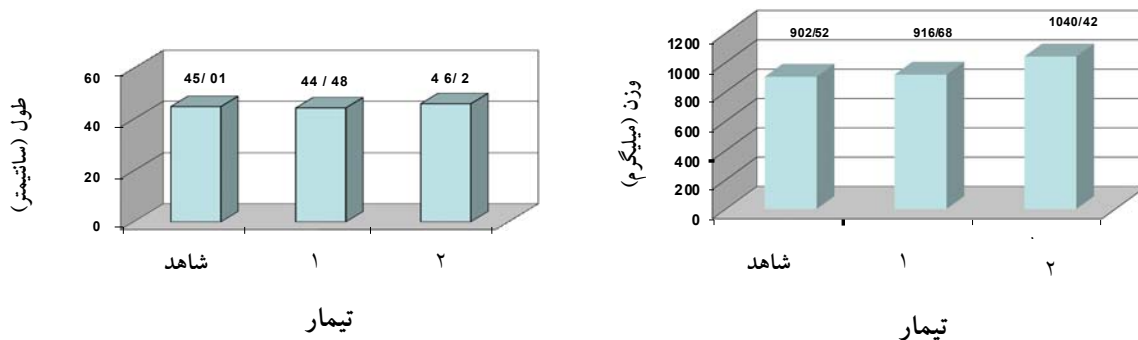 45/ 01
44 / 48
4 6/ 2
60
40
20
0
طول (سانتیمتر)
شاهد
۱
۲
تیمار
902/52
916/68
1040/42
1200
1000
800
600
400
200
0
وزن (میلیگرم)
شاهد
۱
۲
تیمار